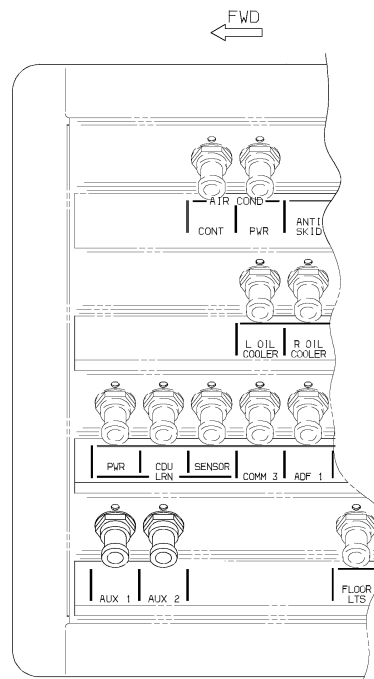 FWD
AIR COND
CONT PWR ANTI SKID
L OIL COOLER R OIL COOLER
PWR CDU SENSOR
LRN COMM 3 ADF 1
AUX 1 AUX 2 FLOOR LTS